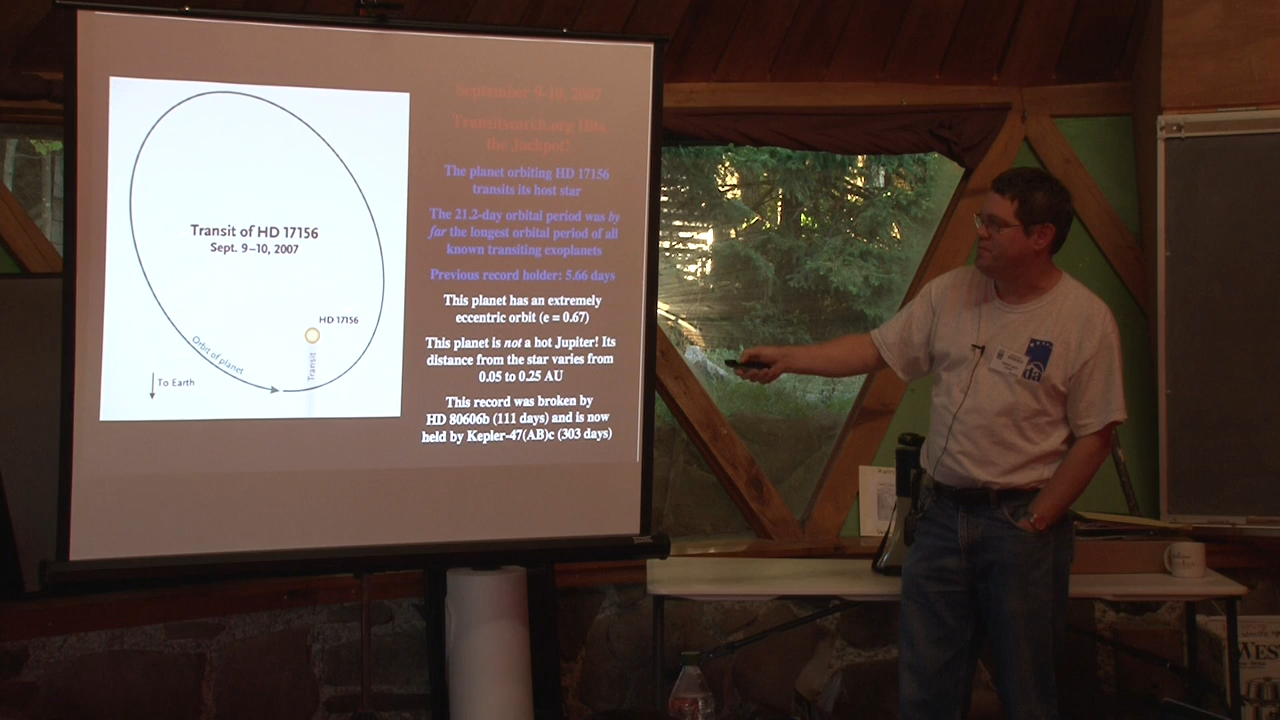 Transit of HD 17156
Sept. 9–10, 2007
HD 17156
Transit
Orbit of planet
To Earth
September 9-10, 2007
Transitsearch.org Hits
the Jackpot!
The planet orbiting HD 17156
transits its host star
The 21.2-day orbital period was by
far the longest orbital period of all
known transiting exoplanets
Previous record holder: 5.66 days
This planet has an extremely
eccentric orbit (e = 0.67)
This planet is not a hot Jupiter! Its
distance from the star varies from
0.05 to 0.25 AU
This record was broken by
HD 80606b (111 days) and is now
held by Kepler-47(AB)c (303 days)